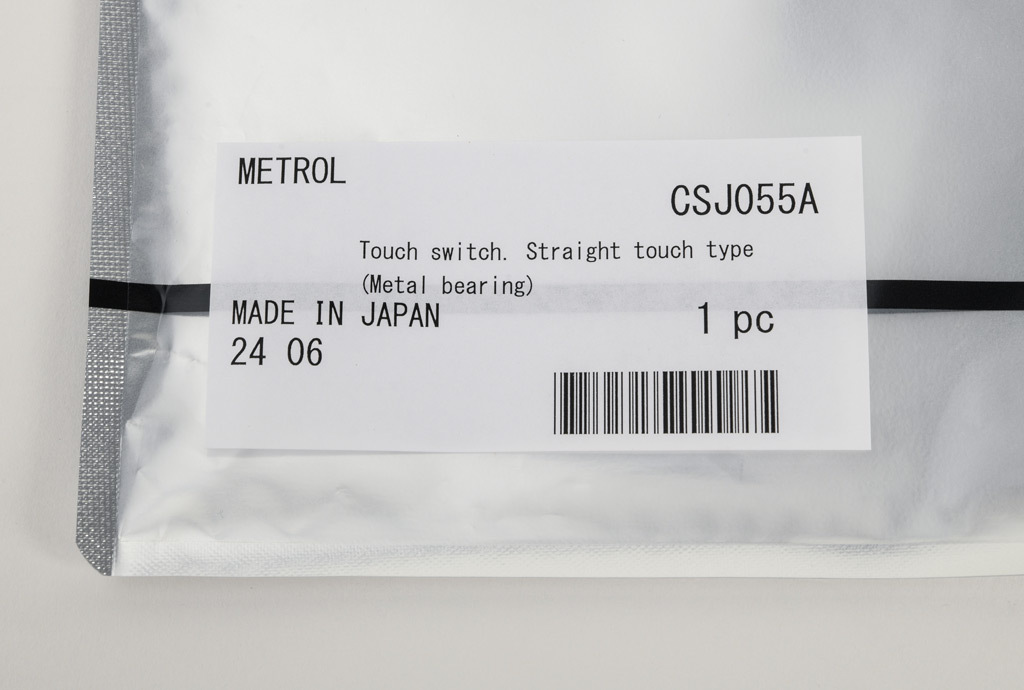 METROL
CSJ055A
Touch switch. Straight touch type
(Metal bearing)
MADE IN JAPAN
1 pc
24 06